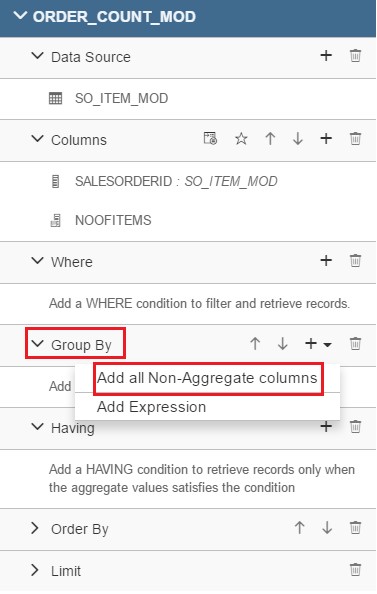 ORDER_COUNT_MOD
Data Source
SO_ITEM_MOD
Columns
SALESORDERID : SO_ITEM_MOD
NOOFITEMS
Where
Add a WHERE condition to filter and retrieve records.
Group By
Add all Non-Aggregate columns
Add
Add Expression
Having
Add a HAVING condition to retrieve records only when
the aggregate values satisfies the condition
Order By
Limit